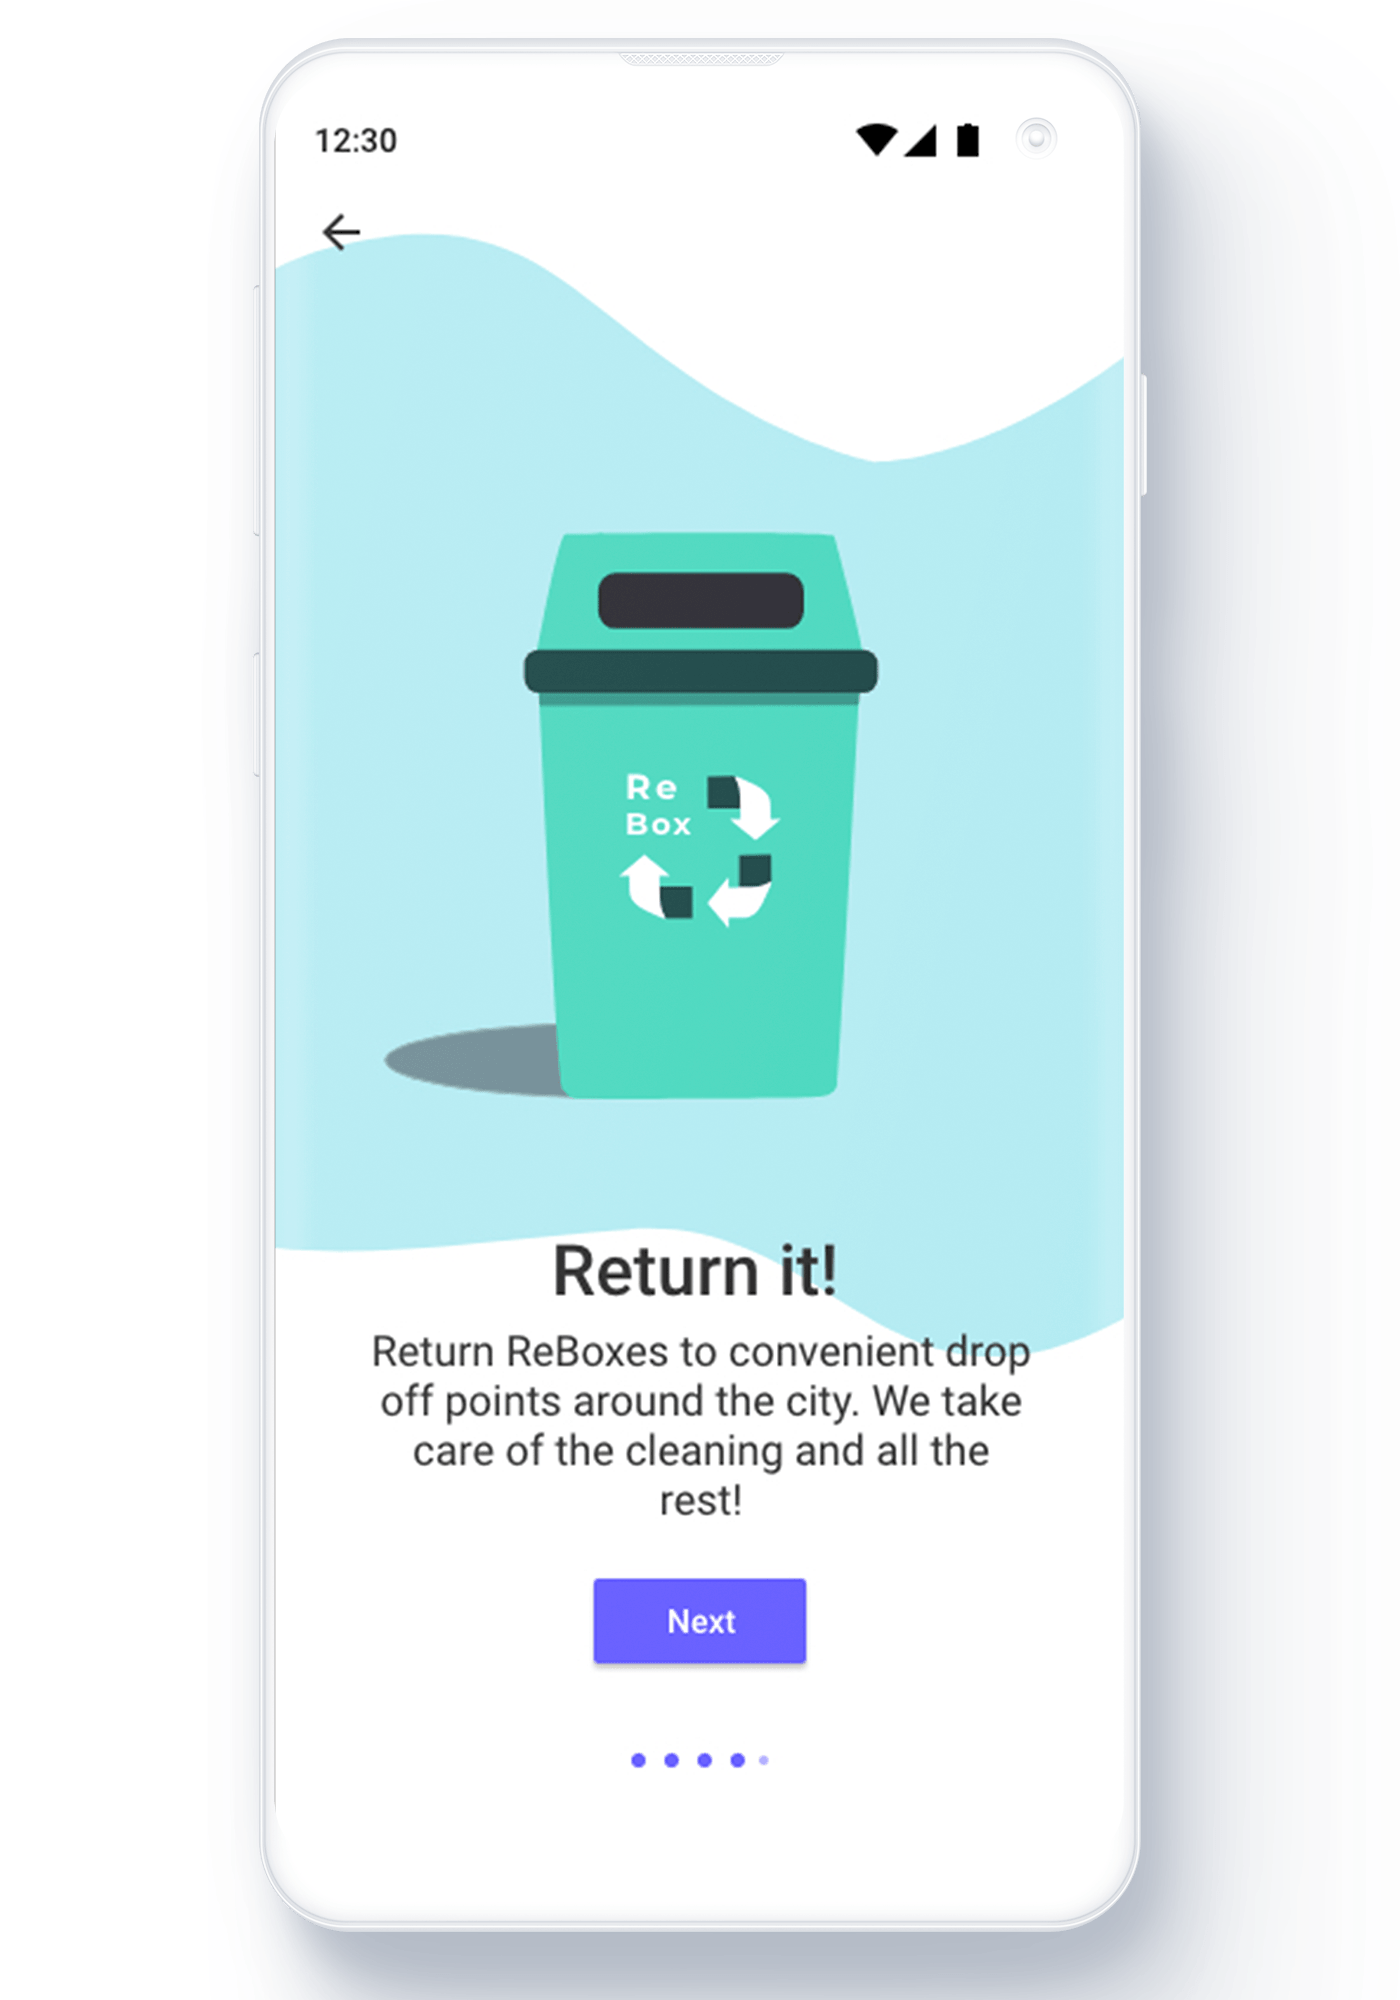 12:30
Re
Box
Return it!
Return ReBoxes to convenient drop
off points around the city. We take
care of the cleaning and all the
rest!
Next